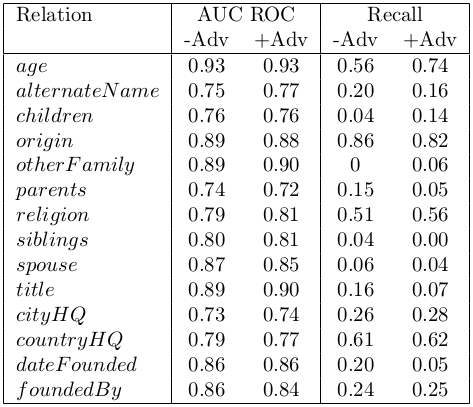 Relation AUC ROC Recall
-Adv +Adv -Adv +Adv
age 0.93 0.93 0.56 0.74
alternateName 0.75 0.77 0.20 0.16
children 0.76 0.76 0.04 0.14
origin 0.89 0.88 0.86 0.82
otherFamily 0.89 0.90 0 0.06
parents 0.74 0.72 0.15 0.05
religion 0.79 0.81 0.51 0.56
siblings 0.80 0.81 0.04 0.00
spouse 0.87 0.85 0.06 0.04
title 0.89 0.90 0.16 0.07
cityHQ 0.73 0.74 0.26 0.28
countryHQ 0.79 0.77 0.61 0.62
dateFounded 0.86 0.86 0.20 0.05
foundedBy 0.86 0.84 0.24 0.25